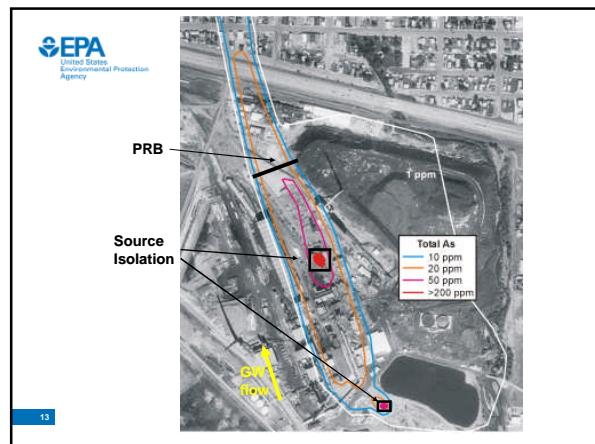 EPA
United States
Environmental Protection
Agency
PRB
1 ppm
Source
Isolation
Total As
10 ppm
20 ppm
50 ppm
>200 ppm
GW
flow
13